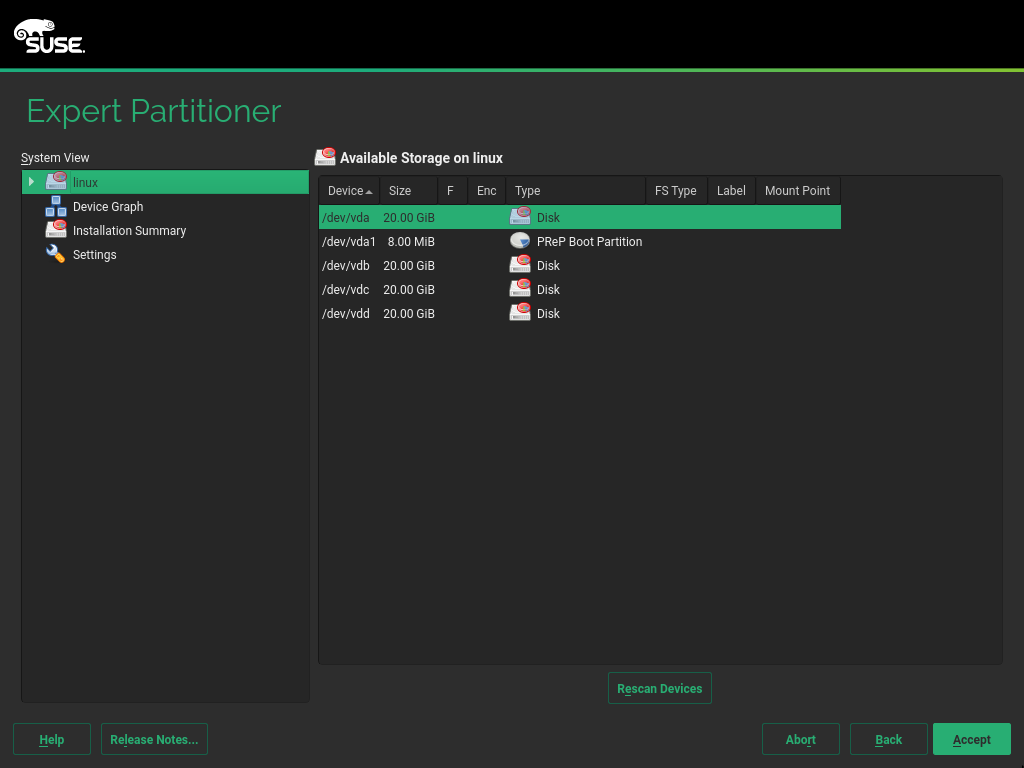 SUSE.
Expert Partitioner
System View
linux
Device Graph
Installation Summary
Settings
Available Storage on linux
Device Size F Enc Type FS Type Label Mount Point
/dev/vda 20.00 GiB Disk
/dev/vda1 8.00 MiB PReP Boot Partition
/dev/vdb 20.00 GiB Disk
/dev/vdc 20.00 GiB Disk
/dev/vdd 20.00 GiB Disk
Rescan Devices
Help Release Notes... Abort Back Accept